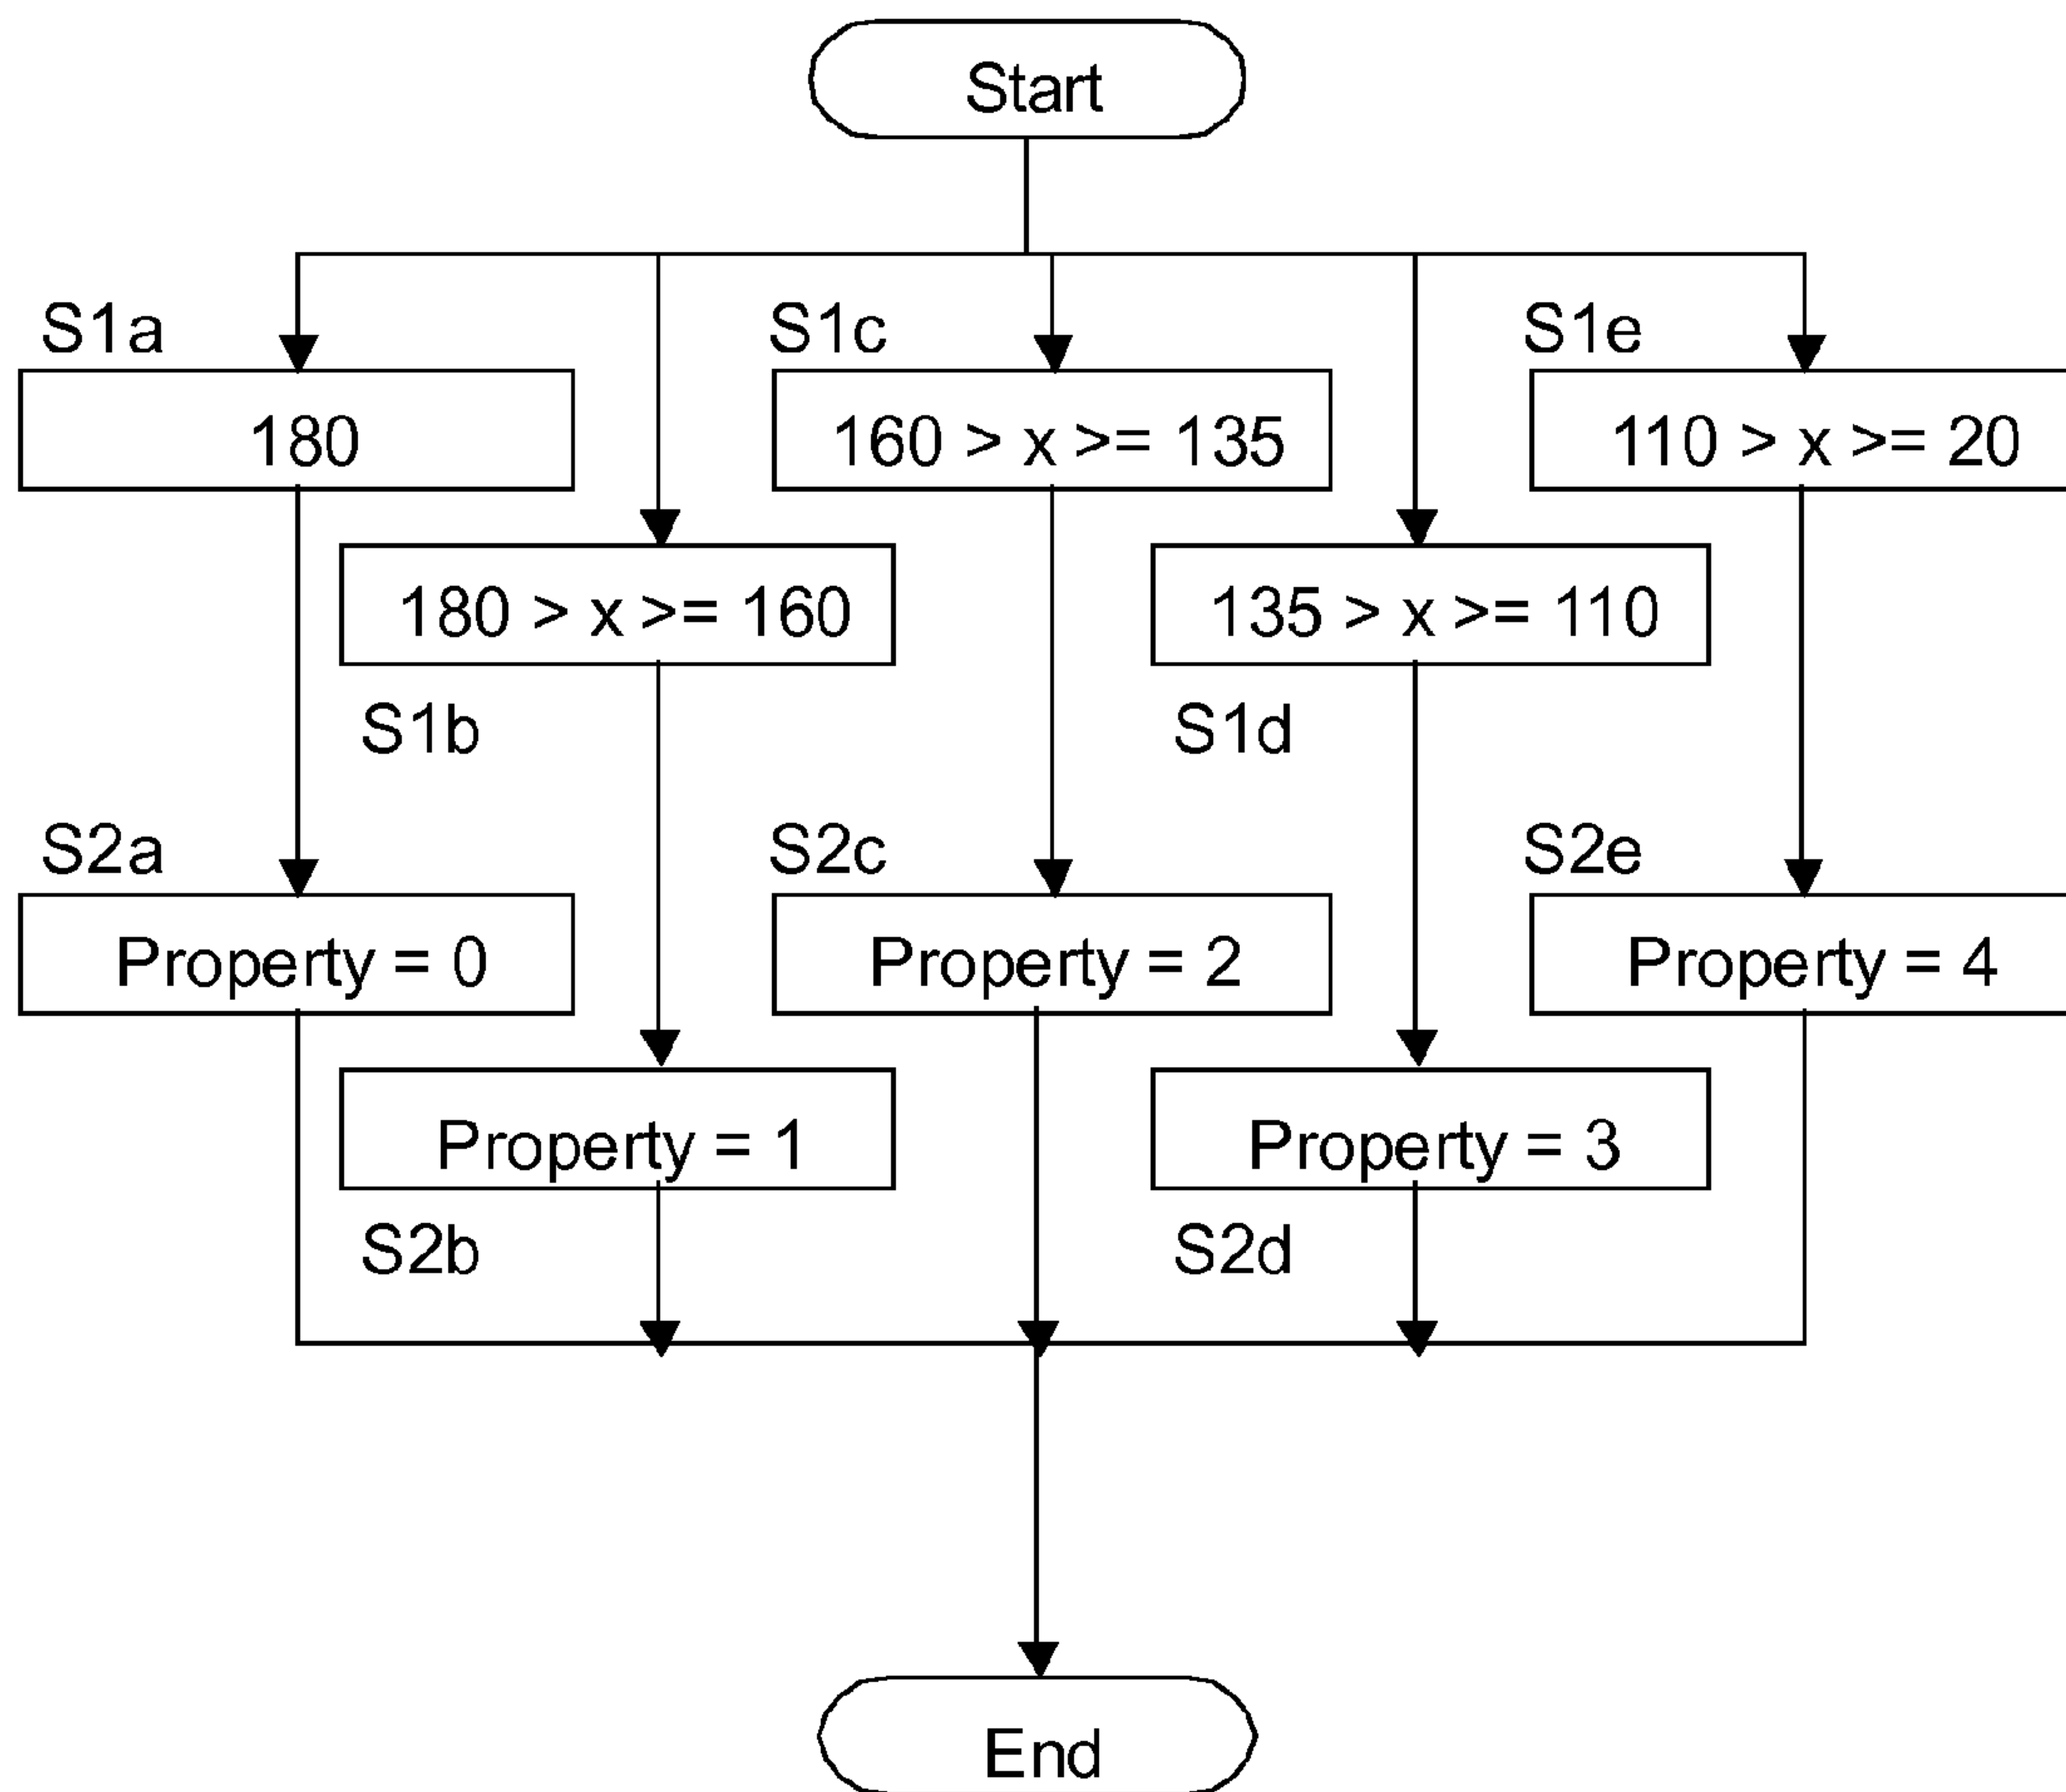 Start
S1a
S1c
S1e
180
160 > x >= 135
110 > x >= 20
180 > x >= 160
135 > x >= 110
S1b
S1d
S2a
S2c
S2e
Property = 0
Property = 2
Property = 4
Property = 1
Property = 3
S2b
S2d
End